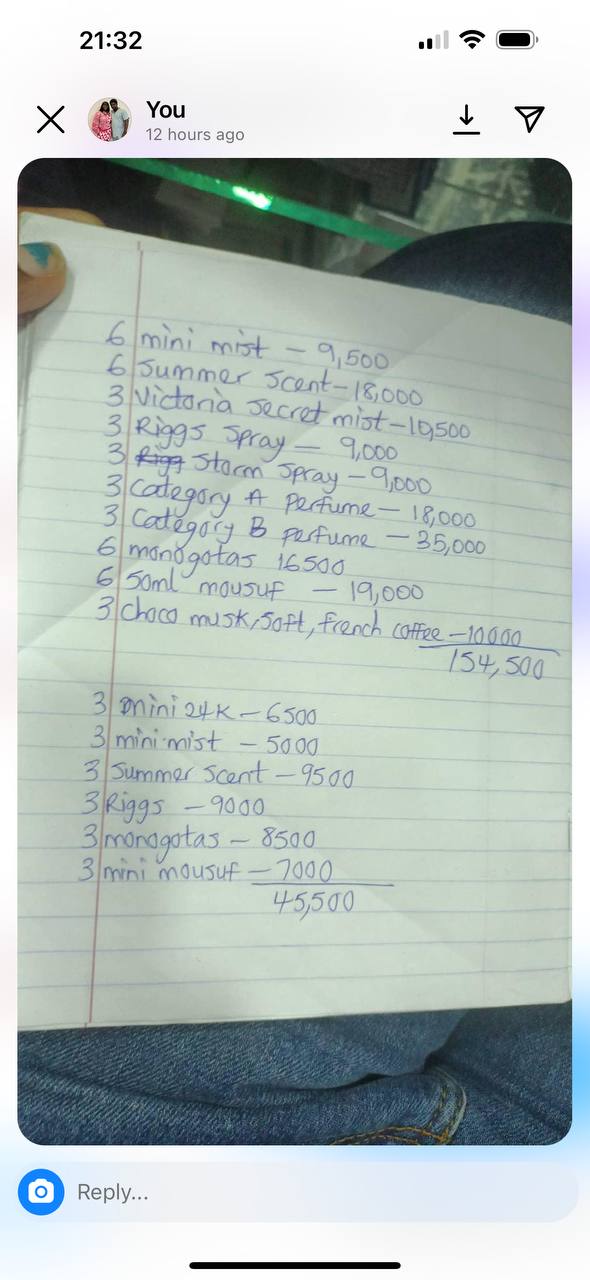 21:32
You
12 hours ago
6 mini mist - 9,500
6 Summer scent - 18,000
3 Victoria secret mist - 10,500
3 Riggs Spray - 9,000
3 Storm Spray - 9,000
3 Category A perfume - 18,000
3 Category B perfume - 35,000
6 monogotas 16500
6 50ml mousuf - 19,000
3 choco musk, Soft, french coffee - 10000
154,500
3 mini 24K - 6500
3 mini mist - 5000
3 Summer Scent - 9500
3 Riggs - 9000
3 monogotas - 8500
3 mini mousuf - 7000
45,500
Reply...